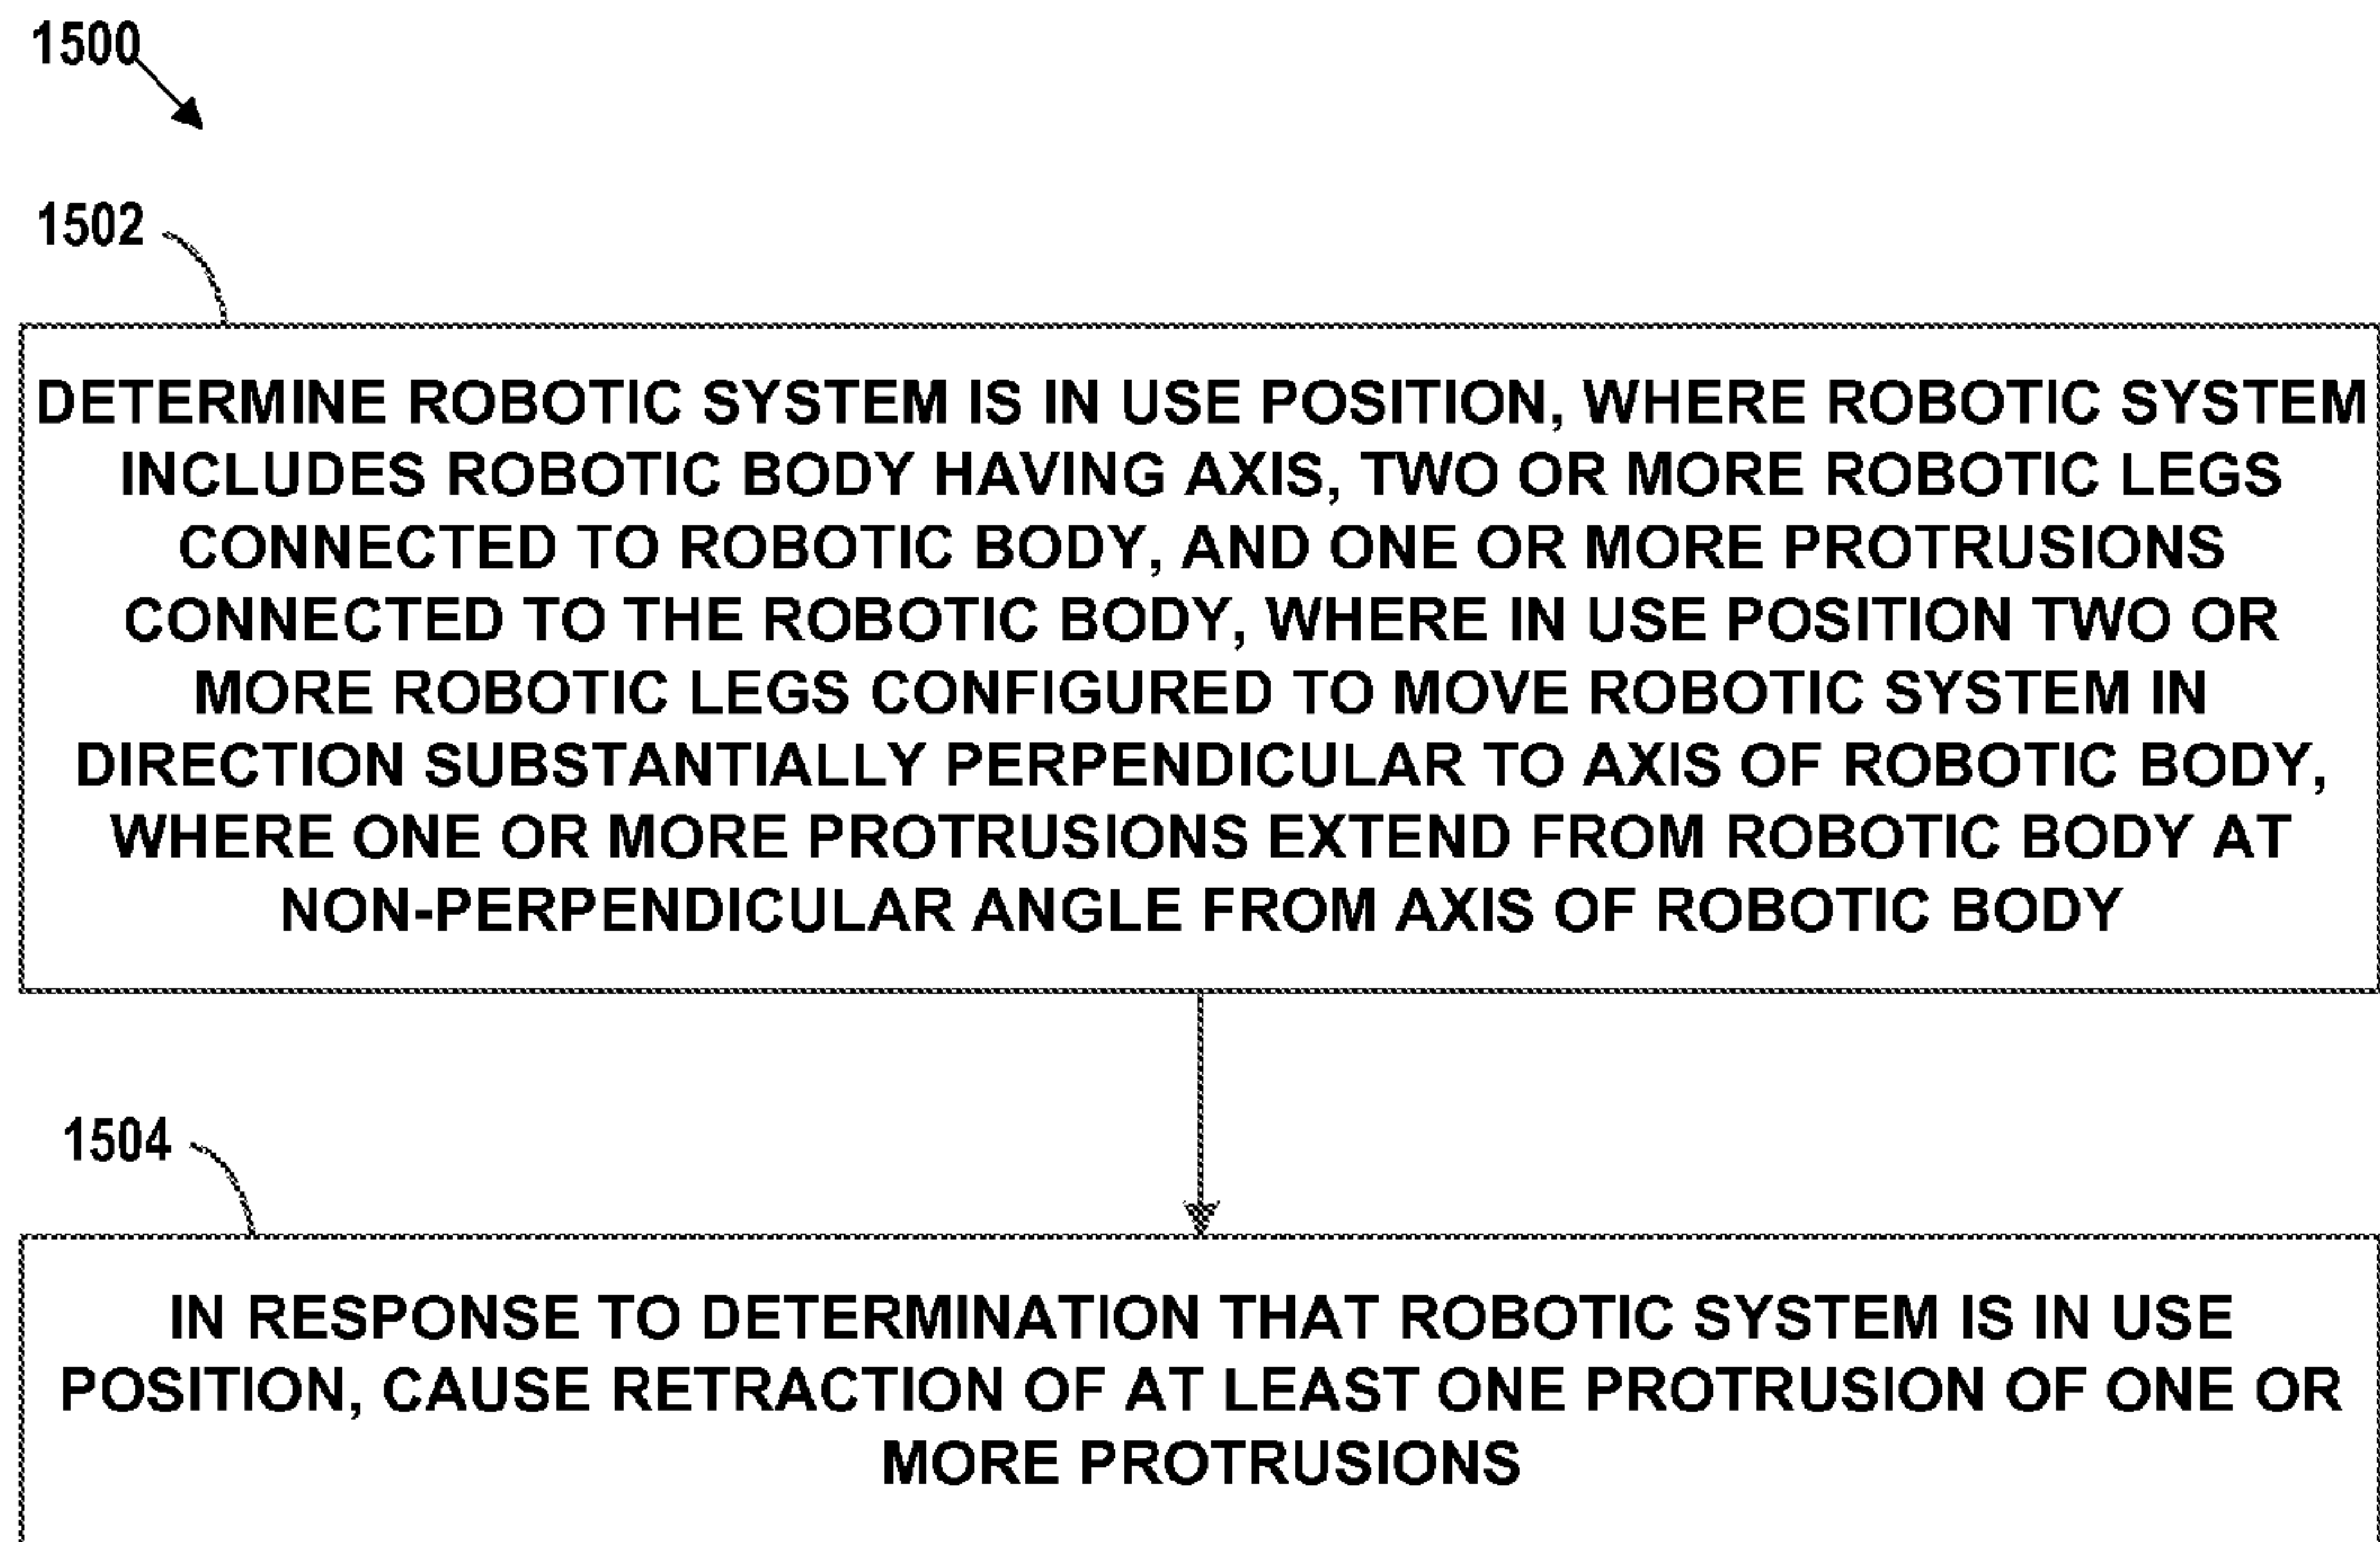 1500
1502
DETERMINE ROBOTIC SYSTEM IS IN USE POSITION, WHERE ROBOTIC SYSTEM
INCLUDES ROBOTIC BODY HAVING AXIS, TWO OR MORE ROBOTIC LEGS
CONNECTED TO ROBOTIC BODY, AND ONE OR MORE PROTRUSIONS
CONNECTED TO THE ROBOTIC BODY, WHERE IN USE POSITION TWO OR
MORE ROBOTIC LEGS CONFIGURED TO MOVE ROBOTIC SYSTEM IN
DIRECTION SUBSTANTIALLY PERPENDICULAR TO AXIS OF ROBOTIC BODY,
WHERE ONE OR MORE PROTRUSIONS EXTEND FROM ROBOTIC BODY AT
NON-PERPENDICULAR ANGLE FROM AXIS OF ROBOTIC BODY
1504
IN RESPONSE TO DETERMINATION THAT ROBOTIC SYSTEM IS IN USE
POSITION, CAUSE RETRACTION OF AT LEAST ONE PROTRUSION OF ONE OR
MORE PROTRUSIONS